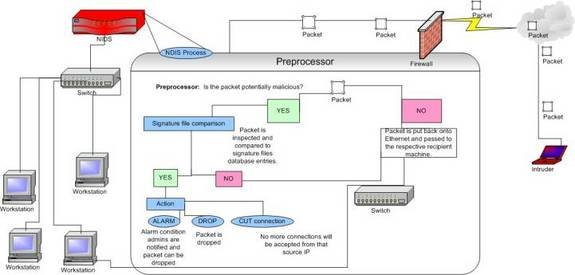 NIDS
NDIS Process
Packet
Packet
Packet
Packet
Packet
Packet
Firewall
Intruder
Switch
Workstation
Workstation
Workstation
Workstation
Preprocessor
Preprocessor: Is the packet potentially malicious?
Packet
YES
NO
Signature file comparison
Packet is
inspected and
compared to
signature files
database entries.
Packet is put back onto
Ethernet and passed to
the respective recipient
machine.
YES
NO
Action
Switch
ALARM
DROP
CUT connection
Alarm condition
admins are
notified and
packet can be
dropped
Packet is
dropped
No more connections will
be accepted from that
source IP